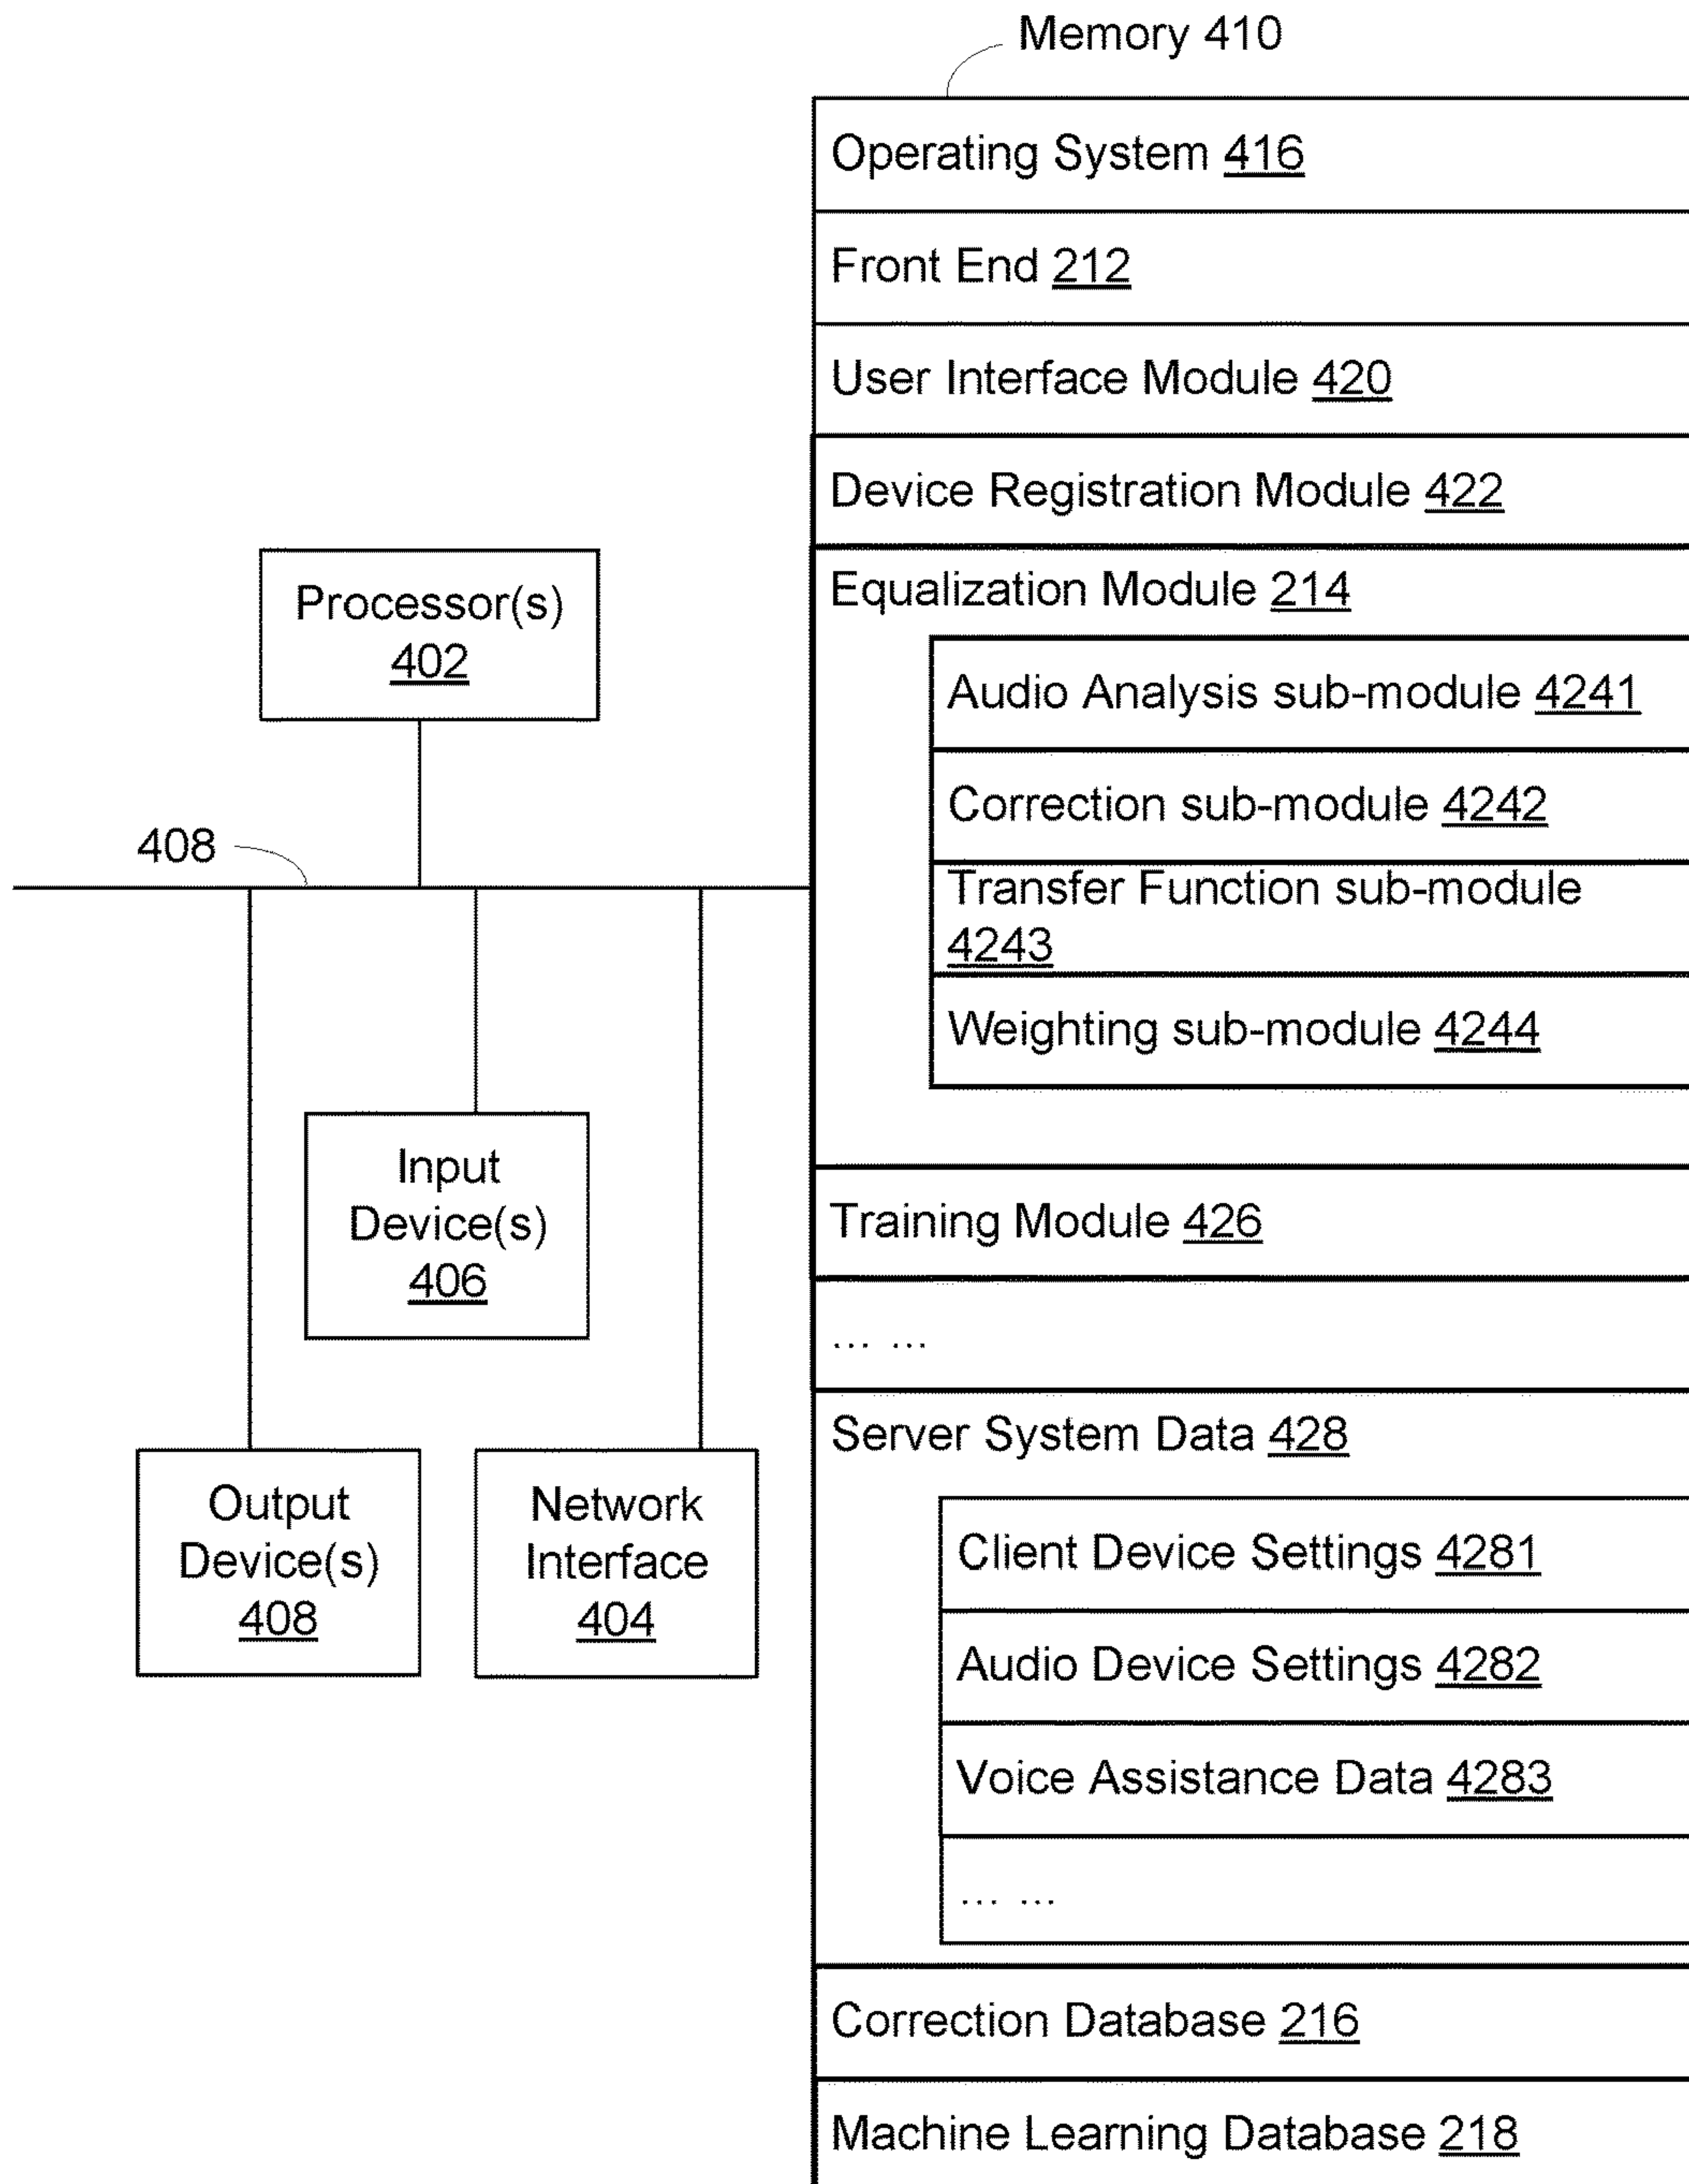 Memory 410
Operating System 416
Front End 212
User Interface Module 420
Device Registration Module 422
Equalization Module 214
Audio Analysis sub-module 4241
Correction sub-module 4242
Transfer Function sub-module
4243
Weighting sub-module 4244
Training Module 426
... ...
Server System Data 428
Client Device Settings 4281
Audio Device Settings 4282
Voice Assistance Data 4283
... ...
Correction Database 216
Machine Learning Database 218
Processor(s)
402
408
Input
Device(s)
406
Output
Device(s)
408
Network
Interface
404